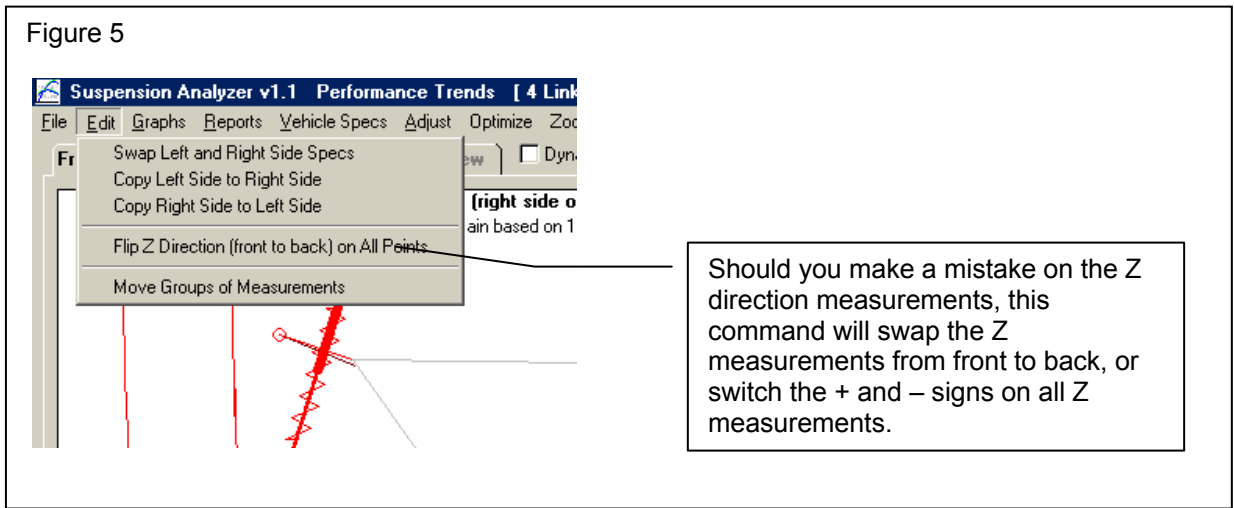 Figure 5
Suspension Analyzer v1.1 Performance Trends [ 4 Link
File Edit Graphs Reports Vehicle Specs Adjust Optimize
Swap Left and Right Side Specs
Dyn
Copy Left Side to Right Side
Copy Right Side to Left Side
(right side o
ain based on 1
Flip Z Direction (front to back) on All Points
Move Groups of Measurements
Should you make a mistake on the Z
direction measurements, this
command will swap the Z
measurements from front to back, or
switch the + and – signs on all Z
measurements.